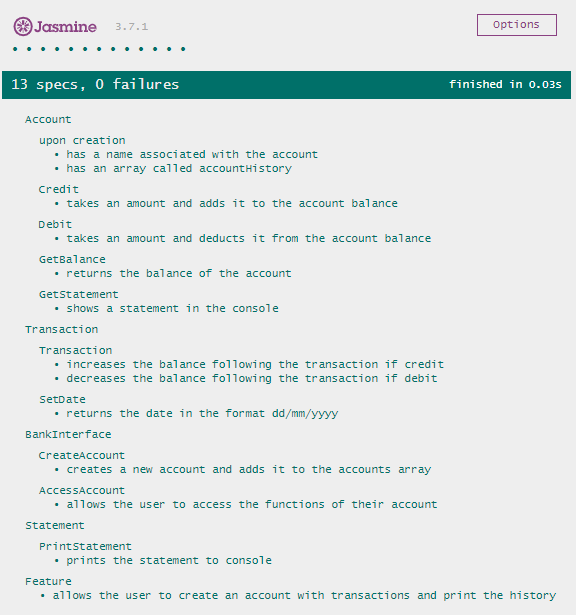 Jasmine 3.7.1 Options
• • • • • • • • • • • • •
13 specs, 0 failures finished in 0.03s
Account
upon creation
• has a name associated with the account
• has an array called accountHistory
Credit
• takes an amount and adds it to the account balance
Debit
• takes an amount and deducts it from the account balance
GetBalance
• returns the balance of the account
GetStatement
• shows a statement in the console
Transaction
Transaction
• increases the balance following the transaction if credit
• decreases the balance following the transaction if debit
SetDate
• returns the date in the format dd/mm/yyyy
BankInterface
CreateAccount
• creates a new account and adds it to the accounts array
AccessAccount
• allows the user to access the functions of their account
Statement
PrintStatement
• prints the statement to console
Feature
• allows the user to create an account with transactions and print the history